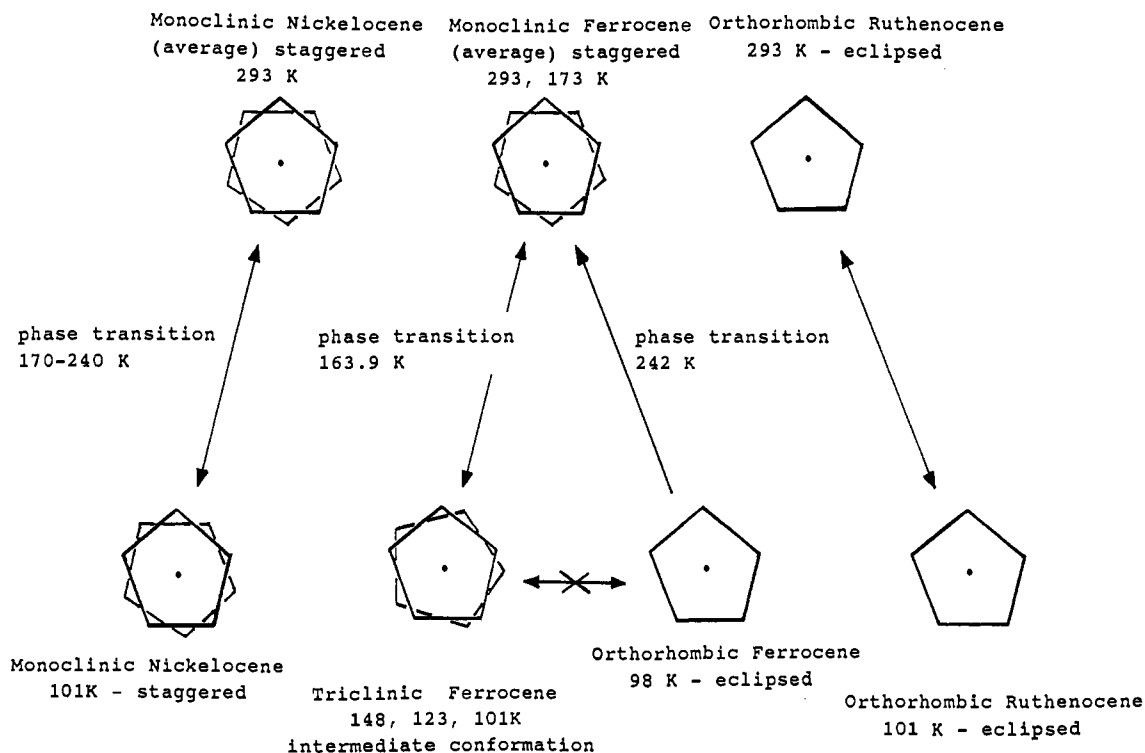 Monoclinic Nickelocene
(average) staggered
293 K
Monoclinic Ferrocene
(average) staggered
293, 173 K
Orthorhombic Ruthenocene
293 K - eclipsed
phase transition
170-240 K
phase transition
163.9 K
phase transition
242 K
Monoclinic Nickelocene
101K - staggered
Triclinic Ferrocene
148, 123, 101K
intermediate conformation
Orthorhombic Ferrocene
98 K - eclipsed
Orthorhombic Ruthenocene
101 K - eclipsed